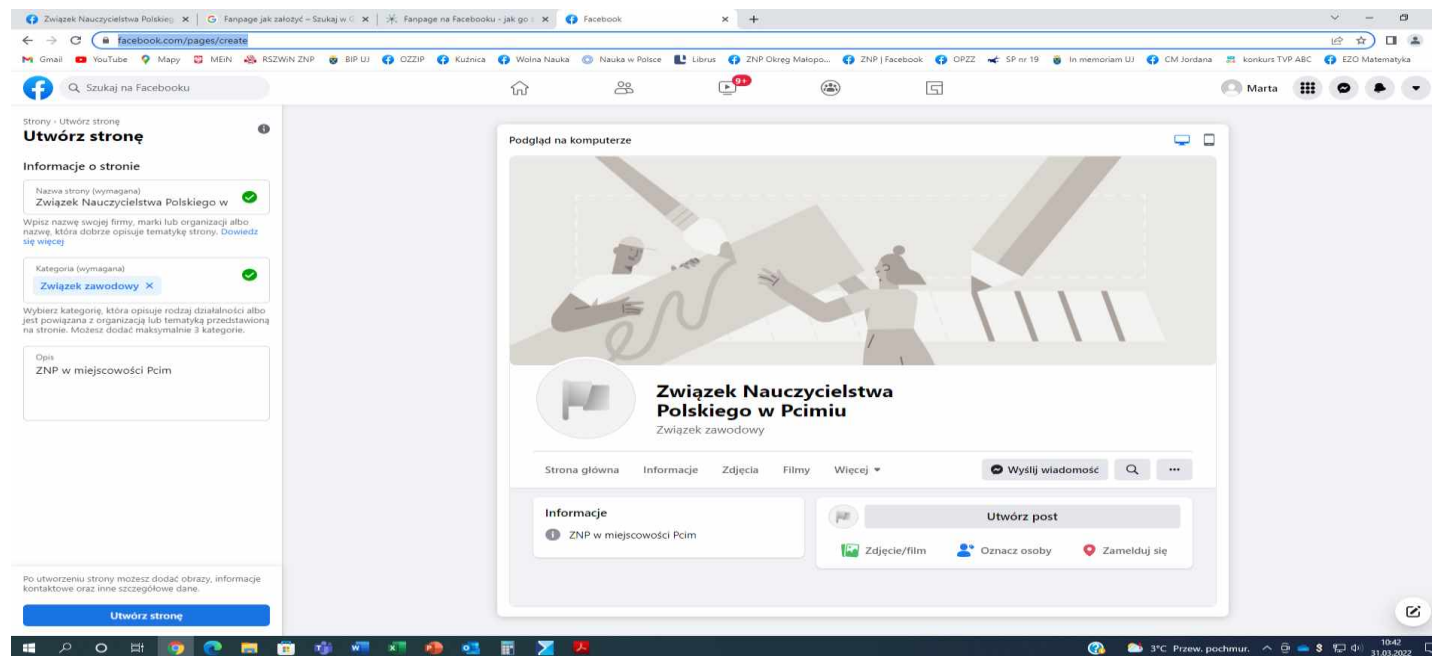 Związek Nauczycielstwa Polskieg
Fanpage jak założyć – Szukaj w G
Fanpage na Facebooku - jak go
Facebook
facebook.com/pages/create
Gmail YouTube Mapy MEiN RSZWiN ZNP BIP UJ OZZIP Kuźnica Wolna Nauka Nauka w Polsce Librus ZNP Okręg Małopo... ZNP | Facebook OPZZ SP nr 19 In memoriam UJ CM Jordana konkurs TVP ABC EZO Matematyka
Szukaj na Facebooku
9+
Marta
Strony › Utwórz stronę
Utwórz stronę
Informacje o stronie
Nazwa strony (wymagana)
Związek Nauczycielstwa Polskiego w
Wpisz nazwę swojej firmy, marki lub organizacji albo
nazwę, która dobrze opisuje tematykę strony. Dowiedz
się więcej
Kategoria (wymagana)
Związek zawodowy
Wybierz kategorię, która opisuje rodzaj działalności albo
jest powiązana z organizacją lub tematyką przedstawioną
na stronie. Możesz dodać maksymalnie 3 kategorie.
Opis
ZNP w miejscowości Pcim
Po utworzeniu strony możesz dodać obrazy, informacje
kontaktowe oraz inne szczegółowe dane.
Utwórz stronę
Podgląd na komputerze
Związek Nauczycielstwa
Polskiego w Pcimiu
Związek zawodowy
Strona główna Informacje Zdjęcia Filmy Więcej
Wyślij wiadomość
Informacje
ZNP w miejscowości Pcim
Utwórz post
Zdjęcie/film Oznacz osoby Zamelduj się
3°C Przew. pochmur.
10:42
31.03.2022